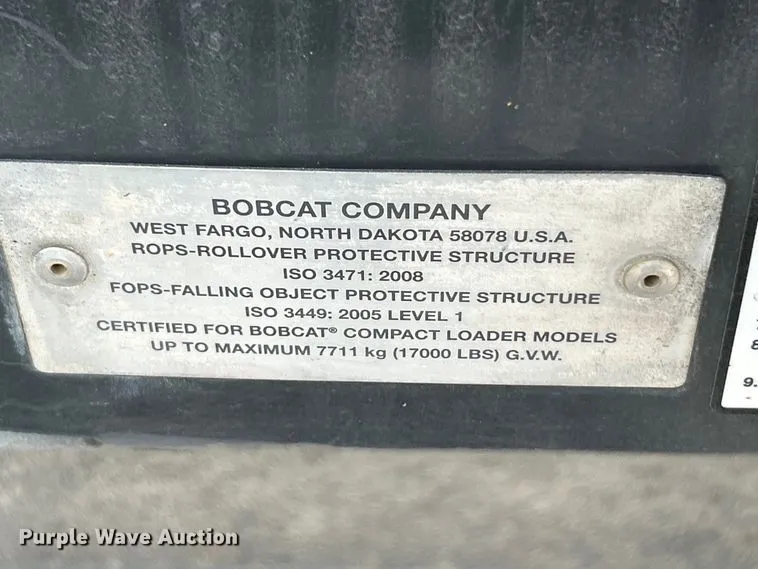 BOBCAT COMPANY
WEST FARGO, NORTH DAKOTA 58078 U.S.A.
ROPS-ROLLOVER PROTECTIVE STRUCTURE
ISO 3471: 2008
FOPS-FALLING OBJECT PROTECTIVE STRUCTURE
ISO 3449: 2005 LEVEL 1
CERTIFIED FOR BOBCAT® COMPACT LOADER MODELS
UP TO MAXIMUM 7711 kg (17000 LBS) G.V.W.
9.
Purple Wave Auction